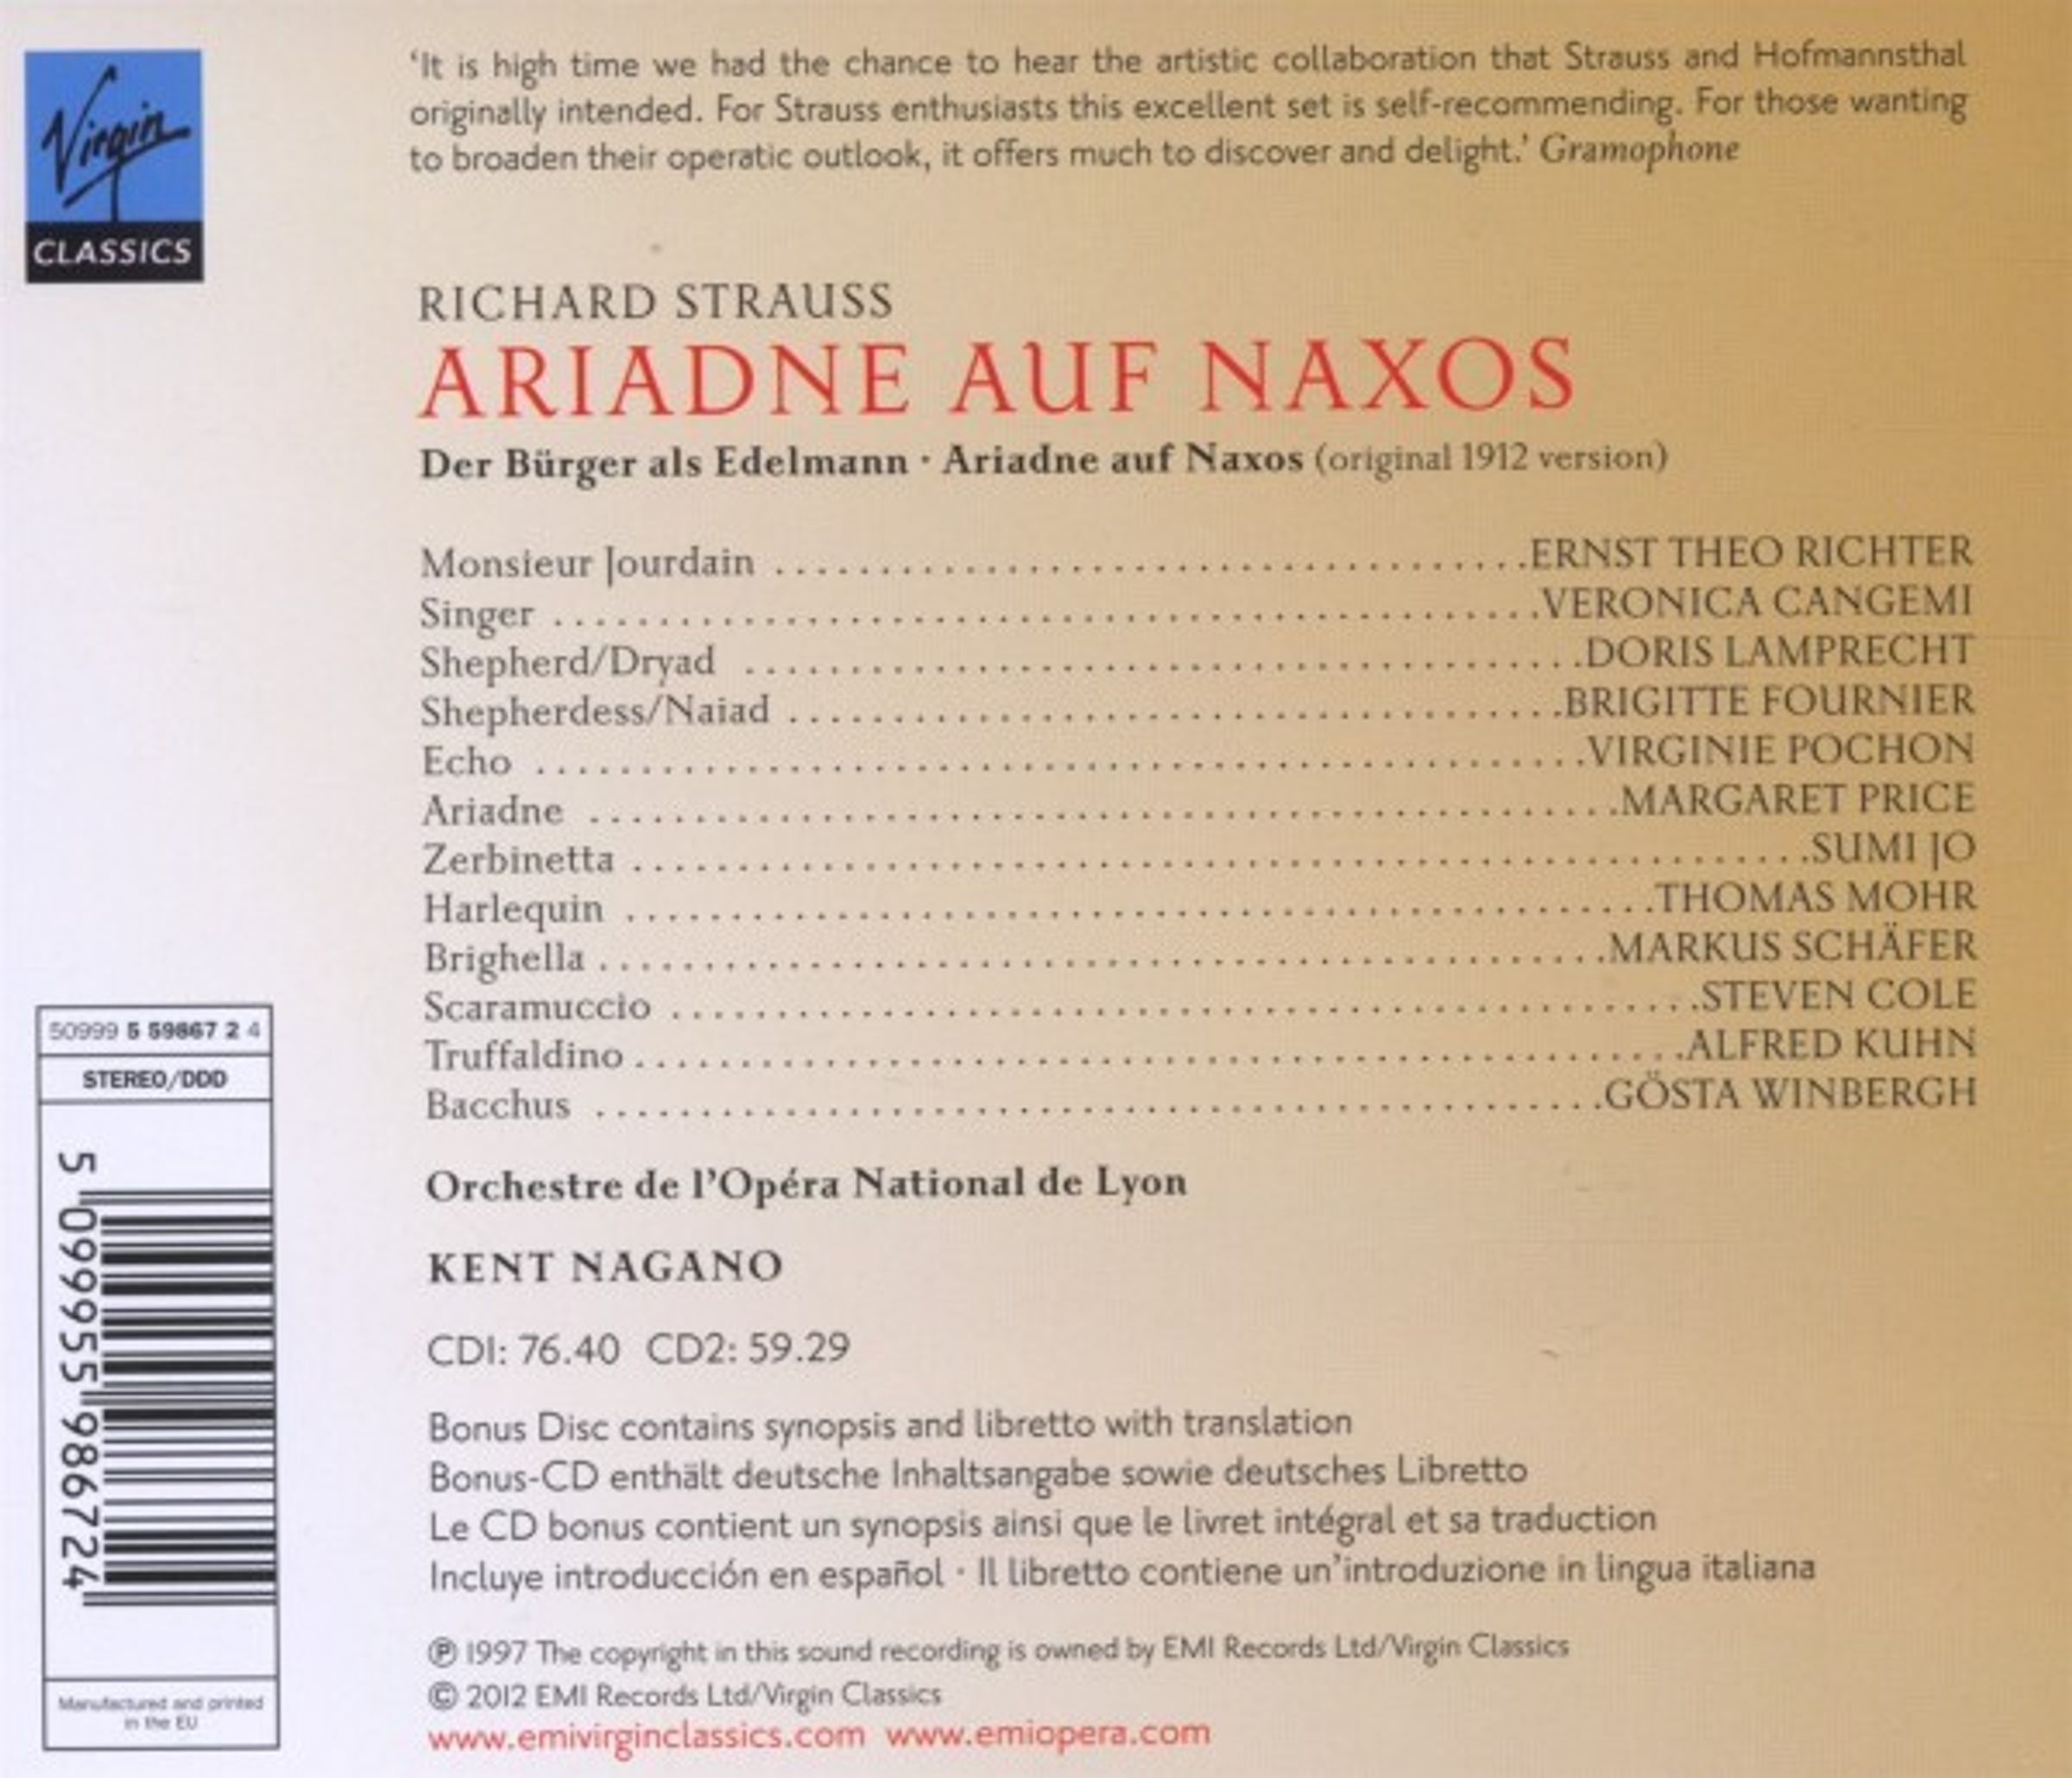 Virgin
CLASSICS
‘It is high time we had the chance to hear the artistic collaboration that Strauss and Hofmannsthal
originally intended. For Strauss enthusiasts this excellent set is self-recommending. For those wanting
to broaden their operatic outlook, it offers much to discover and delight.’ Gramophone
RICHARD STRAUSS
ARIADNE AUF NAXOS
Der Bürger als Edelmann · Ariadne auf Naxos (original 1912 version)
Monsieur Jourdain ....................................ERNST THEO RICHTER
Singer ................................................VERONICA CANGEMI
Shepherd/Dryad ........................................DORIS LAMPRECHT
Shepherdess/Naiad .....................................BRIGITTE FOURNIER
Echo ..................................................VIRGINIE POCHON
Ariadne ...............................................MARGARET PRICE
Zerbinetta ............................................SUMI JO
Harlequin .............................................THOMAS MOHR
Brighella .............................................MARKUS SCHÄFER
Scaramuccio ...........................................STEVEN COLE
Truffaldino ...........................................ALFRED KUHN
Bacchus ...............................................GÖSTA WINBERGH
Orchestre de l’Opéra National de Lyon
KENT NAGANO
CD1: 76.40 CD2: 59.29
Bonus Disc contains synopsis and libretto with translation
Bonus-CD enthält deutsche Inhaltsangabe sowie deutsches Libretto
Le CD bonus contient un synopsis ainsi que le livret intégral et sa traduction
Incluye introducción en español · Il libretto contiene un’introduzione in lingua italiana
℗ 1997 The copyright in this sound recording is owned by EMI Records Ltd/Virgin Classics
© 2012 EMI Records Ltd/Virgin Classics
www.emivirginclassics.com www.emiopera.com
50999 5 59867 2 4
STEREO/DDD
5 099955 986724
Manufactured and printed
in the EU